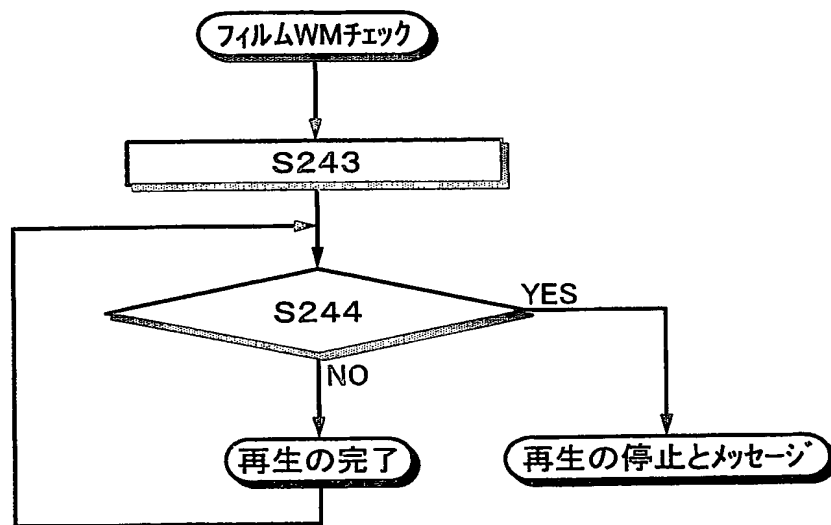 フィルムWMチェック
S243
S244
YES
NO
再生の完了
再生の停止とメッセージ